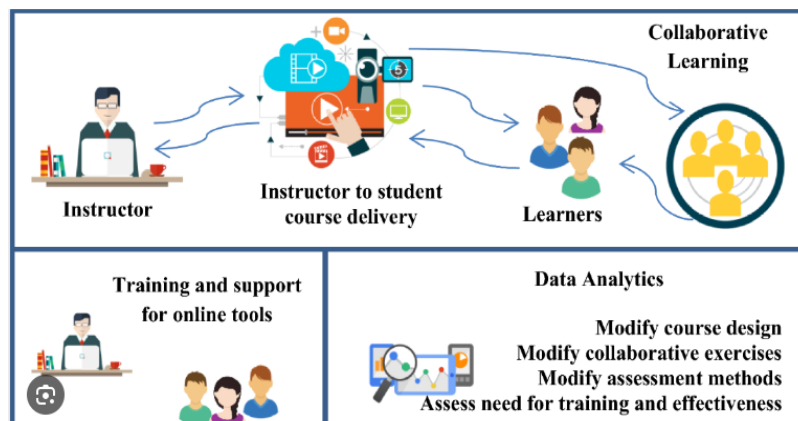 Collaborative
Learning
Instructor
Instructor to student
course delivery
Learners
Training and support
for online tools
Data Analytics
Modify course design
Modify collaborative exercises
Modify assessment methods
Assess need for training and effectiveness